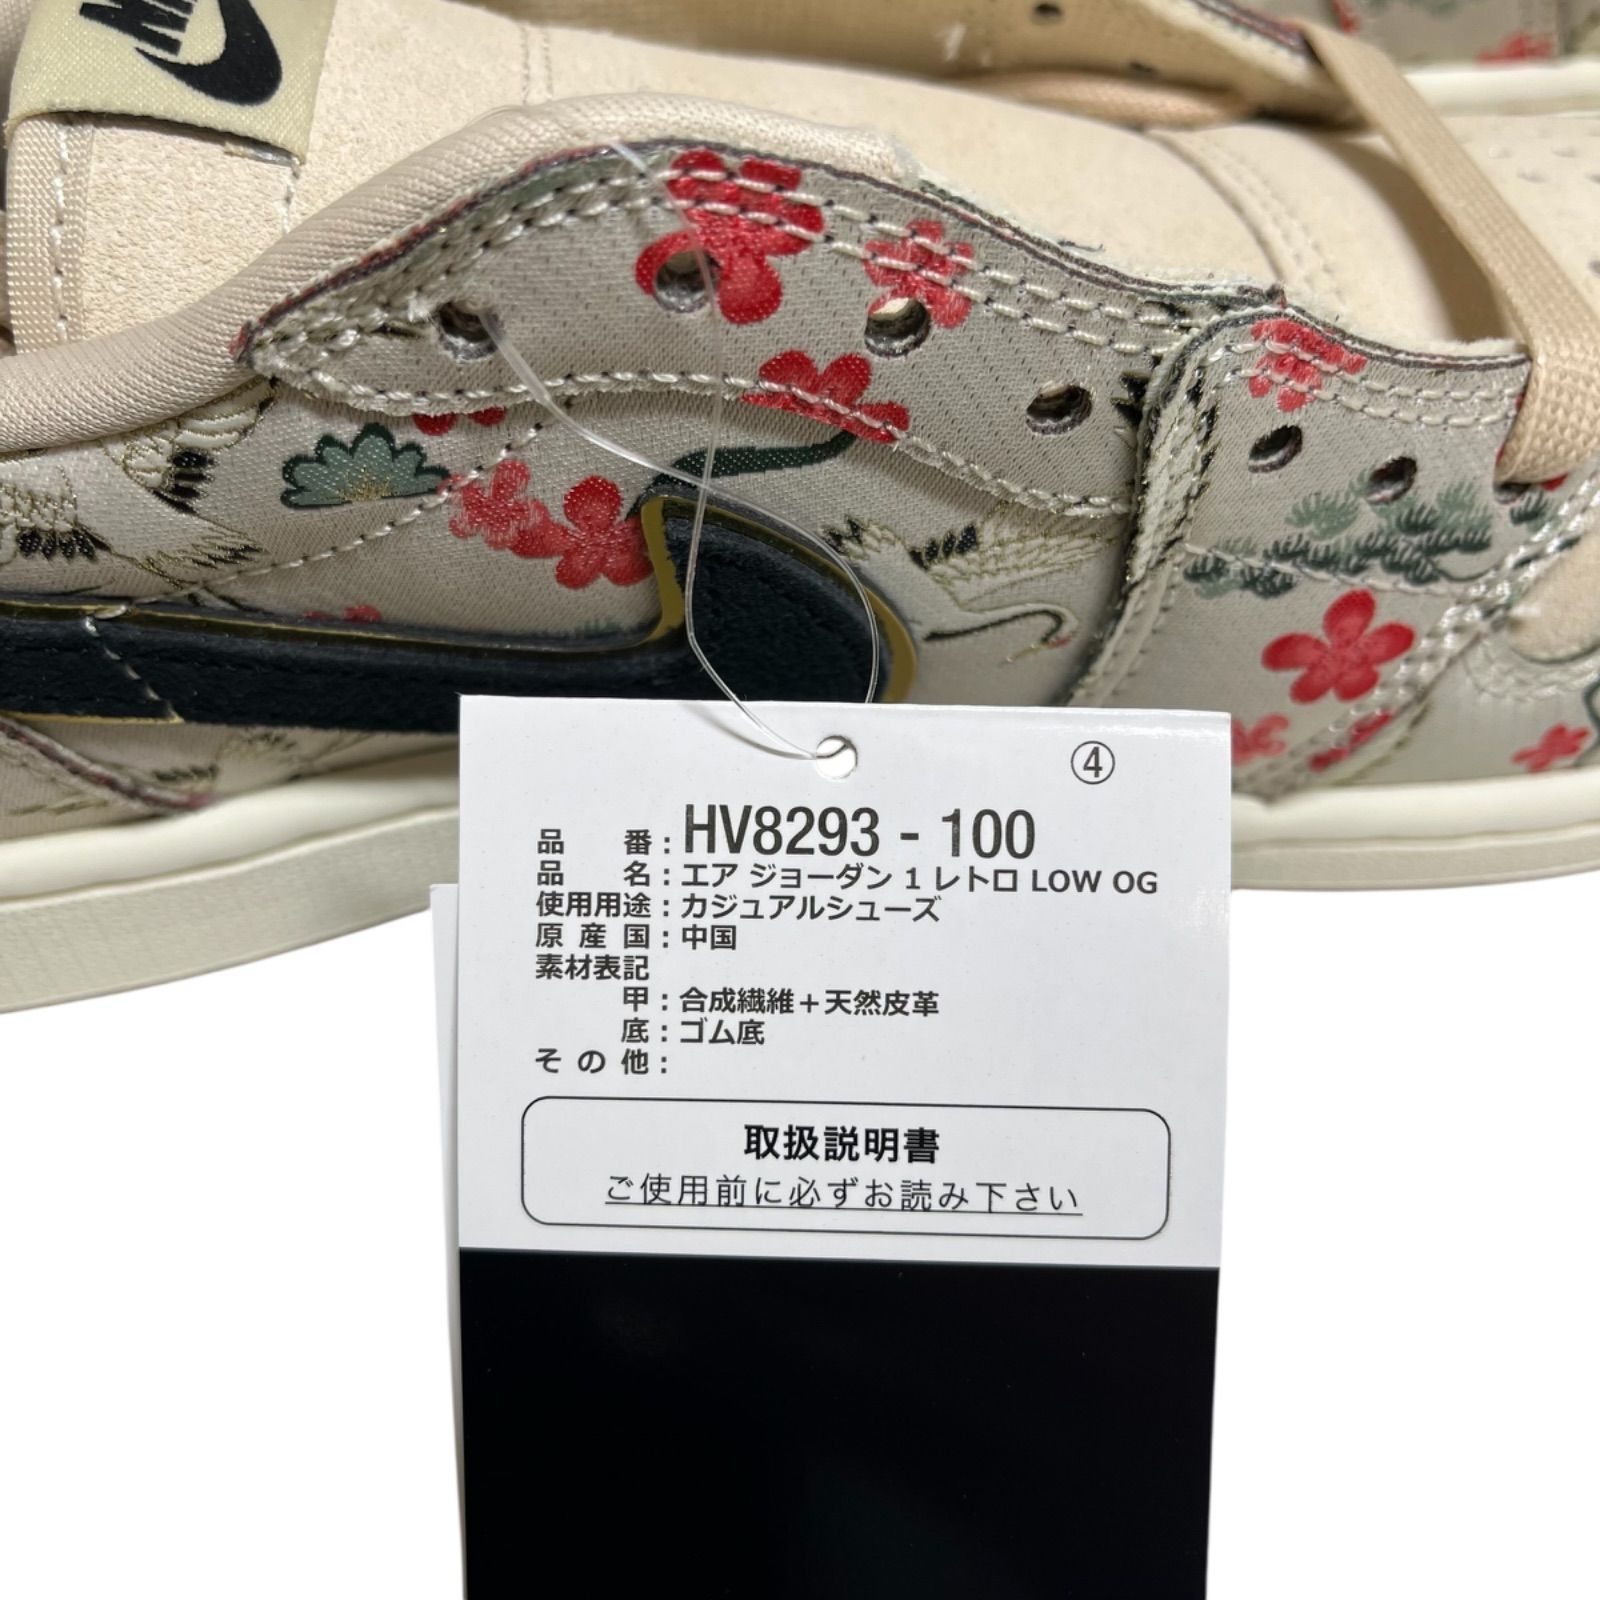 NIKE
④
品番：HV8293 - 100
品名：エア ジョーダン 1 レトロ LOW OG
使用用途：カジュアルシューズ
原産国：中国
素材表記
甲：合成繊維＋天然皮革
底：ゴム底
その他：
取扱説明書
ご使用前に必ずお読み下さい